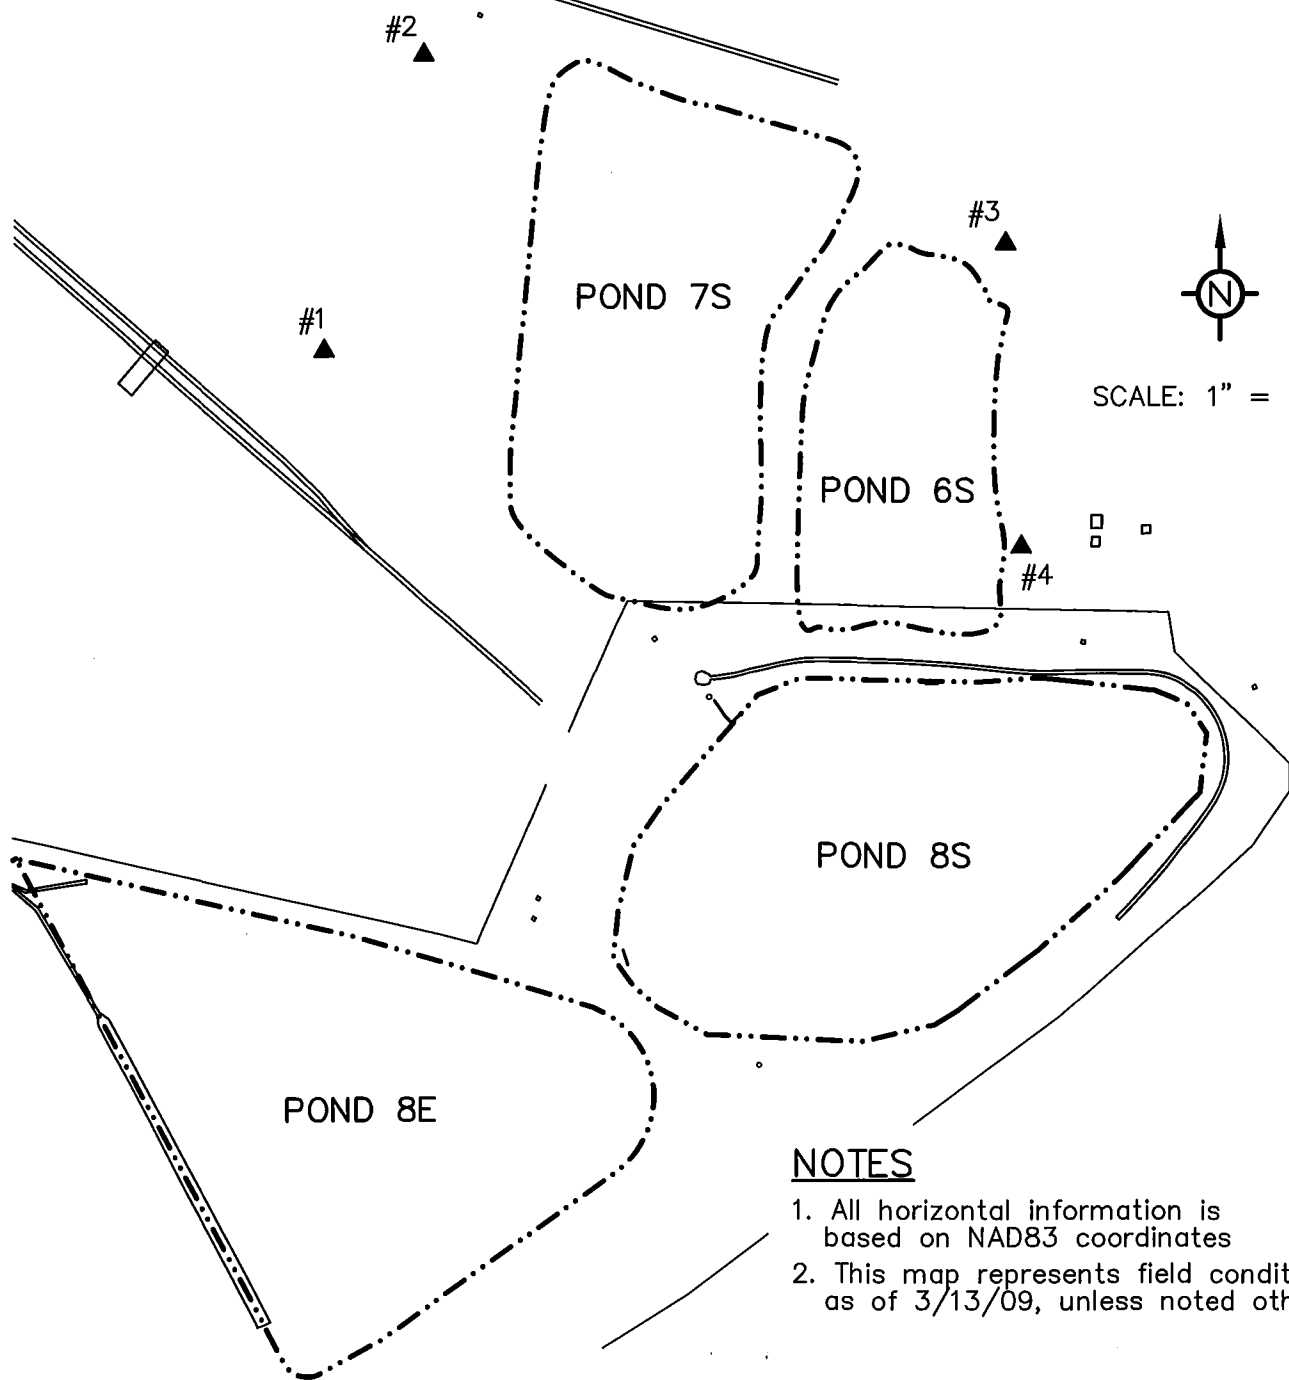 #2
#3
POND 7S
N
#1
SCALE: 1" =
POND 6S
#4
POND 8S
POND 8E
NOTES
1. All horizontal information is
based on NAD83 coordinates
2. This map represents field condit
as of 3/13/09, unless noted oth